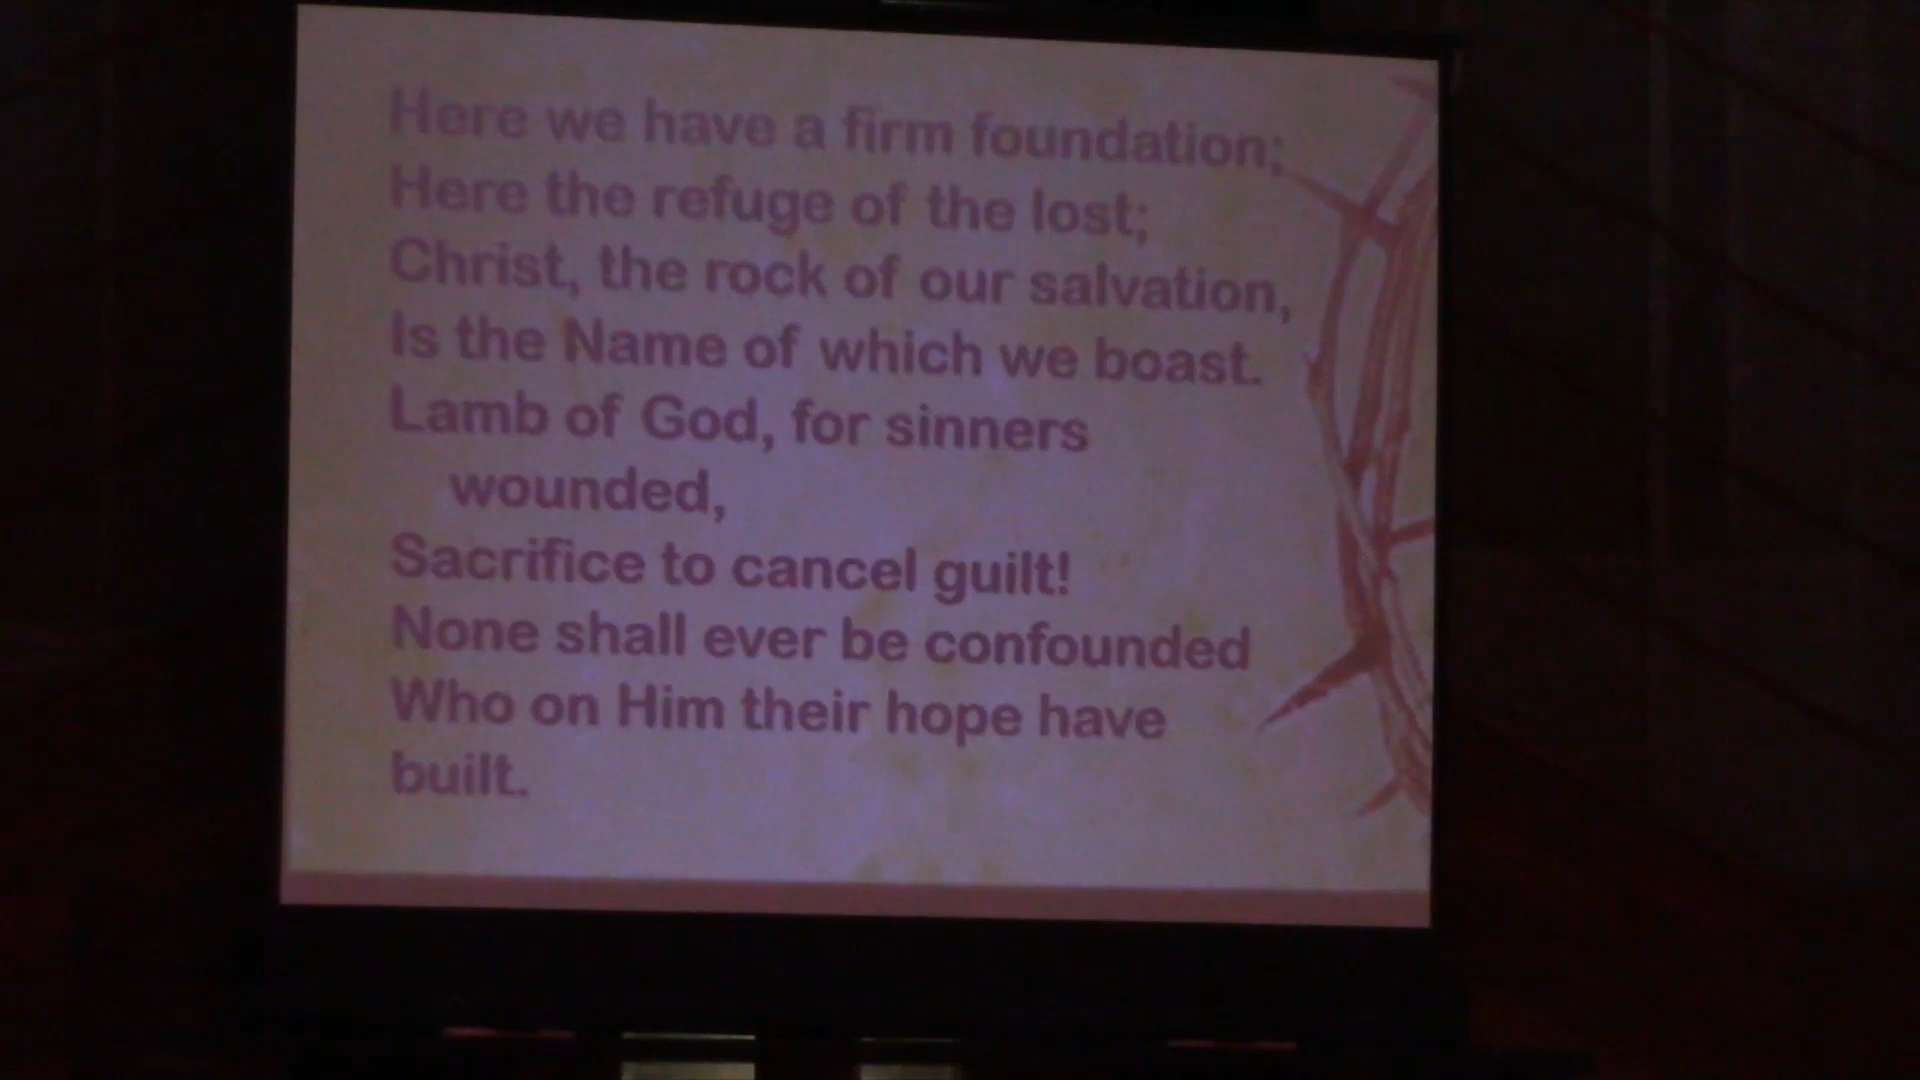 Here we have a firm foundation;
Here the refuge of the lost;
Christ, the rock of our salvation,
Is the Name of which we boast.
Lamb of God, for sinners
wounded,
Sacrifice to cancel guilt!
None shall ever be confounded
Who on Him their hope have
built.